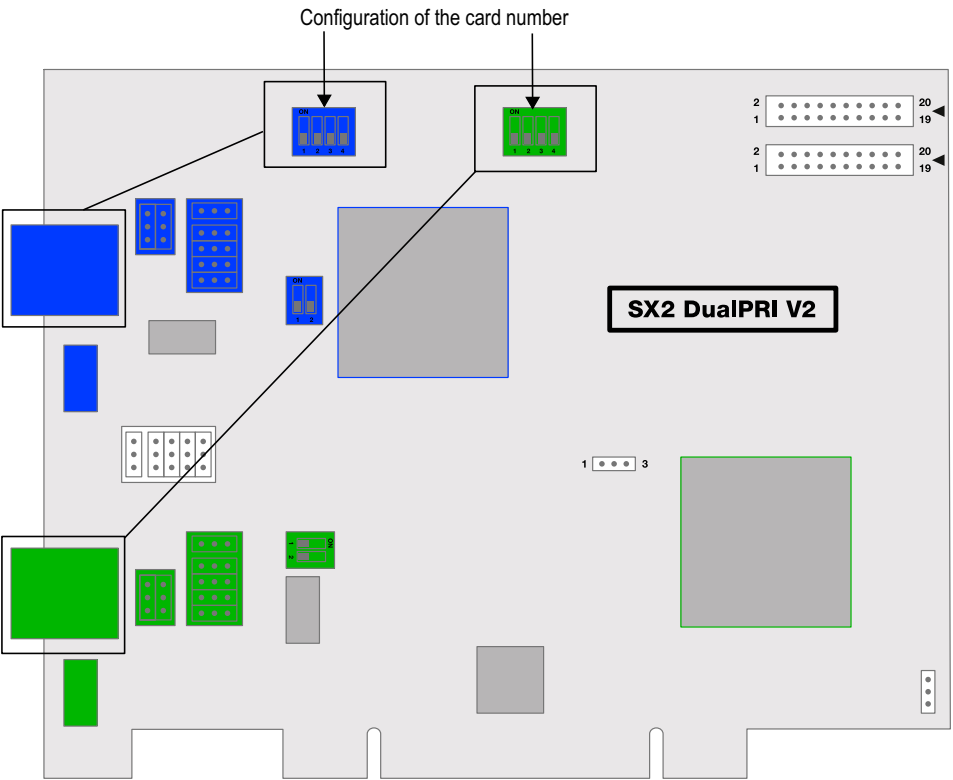 Configuration of the card number
ON
1 2 3 4
ON
1 2 3 4
2 20
1 19
2 20
1 19
ON
1 2
SX2 DualPRI V2
1 3
ON
1
2